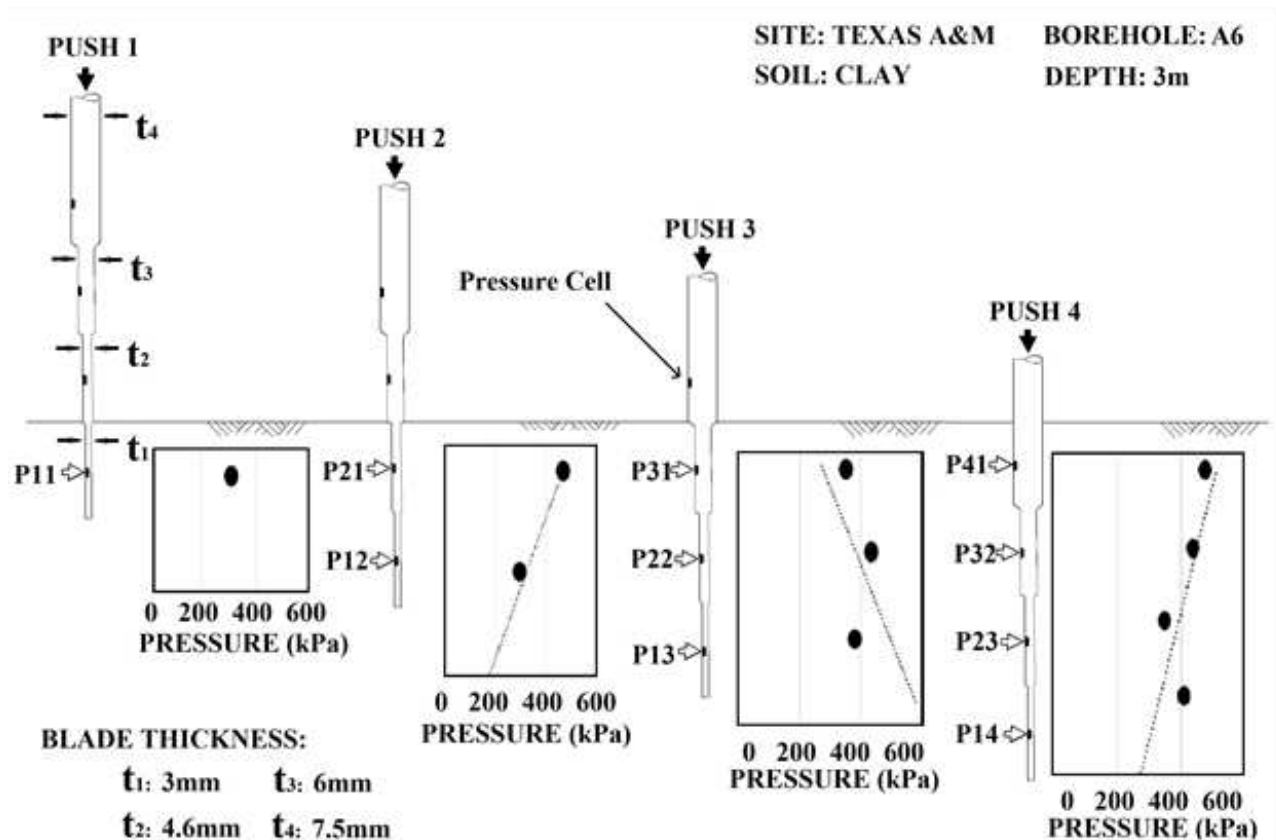 PUSH 1
SITE: TEXAS A&M BOREHOLE: A6
SOIL: CLAY DEPTH: 3m
t4
PUSH 2
PUSH 3
t3
Pressure Cell
PUSH 4
t2
t1
P11
P21
P31
P41
P12
P22
P32
P13
P23
P14
0 200 400 600
PRESSURE (kPa)
0 200 400 600
PRESSURE (kPa)
0 200 400 600
PRESSURE (kPa)
0 200 400 600
PRESSURE (kPa)
BLADE THICKNESS:
t1: 3mm t3: 6mm
t2: 4.6mm t4: 7.5mm